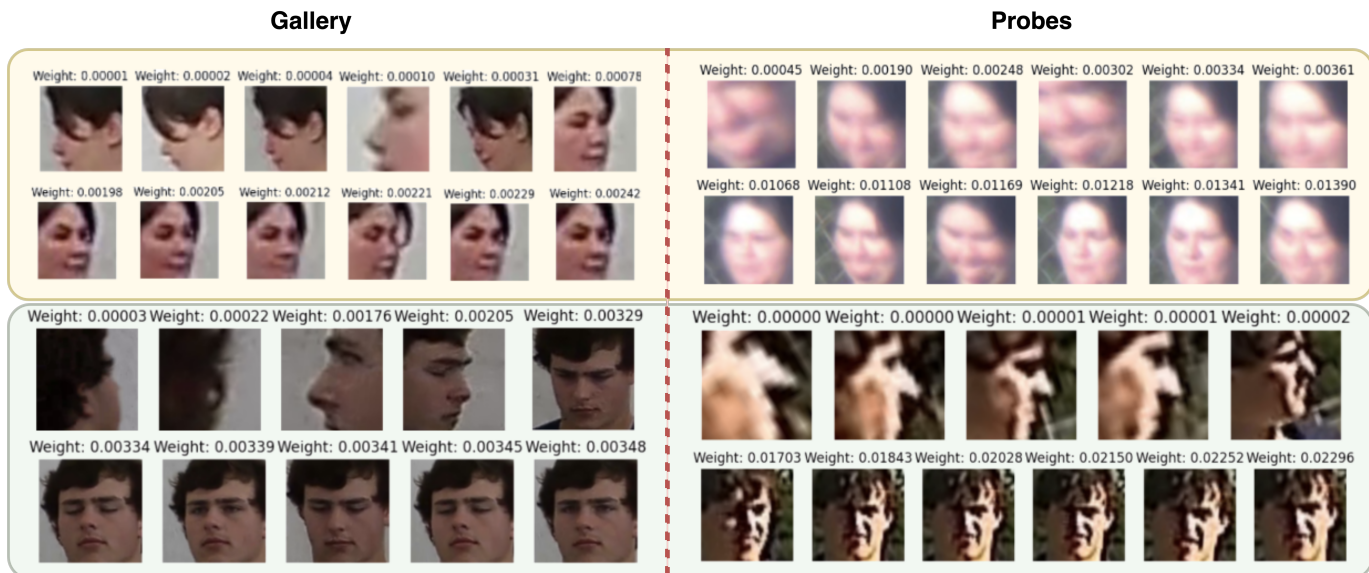 Gallery
Probes
Weight: 0.00001 Weight: 0.00002 Weight: 0.00004 Weight: 0.00010 Weight: 0.00031 Weight: 0.00078
Weight: 0.00198 Weight: 0.00205 Weight: 0.00212 Weight: 0.00221 Weight: 0.00229 Weight: 0.00242
Weight: 0.00045 Weight: 0.00190 Weight: 0.00248 Weight: 0.00302 Weight: 0.00334 Weight: 0.00361
Weight: 0.01068 Weight: 0.01108 Weight: 0.01169 Weight: 0.01218 Weight: 0.01341 Weight: 0.01390
Weight: 0.00003 Weight: 0.00022 Weight: 0.00176 Weight: 0.00205 Weight: 0.00329
Weight: 0.00334 Weight: 0.00339 Weight: 0.00341 Weight: 0.00345 Weight: 0.00348
Weight: 0.00000 Weight: 0.00000 Weight: 0.00001 Weight: 0.00001 Weight: 0.00002
Weight: 0.01703 Weight: 0.01843 Weight: 0.02028 Weight: 0.02150 Weight: 0.02252 Weight: 0.02296